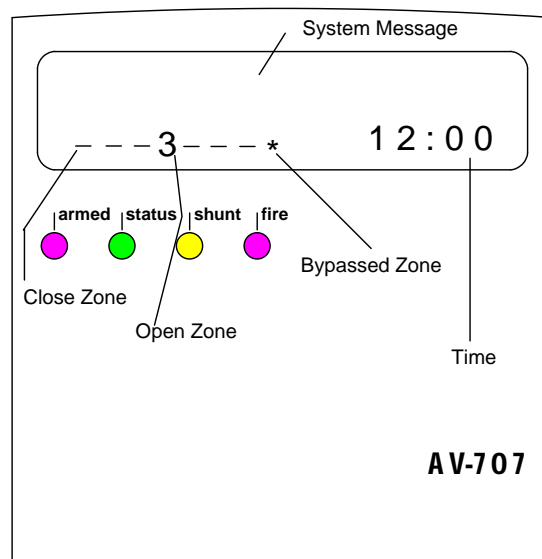 System Message
– – – 3 – – – – * 12:00
armed status shunt fire
Bypassed Zone
Close Zone
Open Zone
Time
AV-707